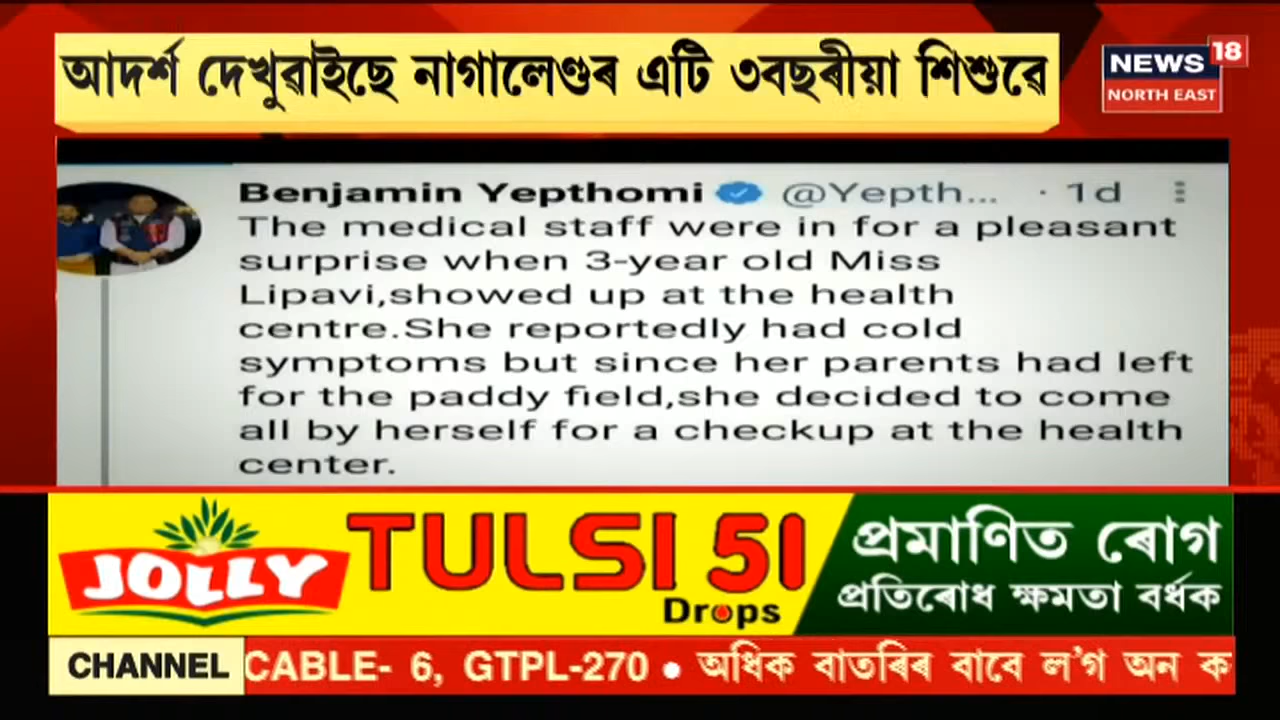 আদৰ্শ দেখুৱাইছে নাগালেণ্ডৰ এটি ৩বছৰীয়া শিশুৱে
NEWS 18
NORTH EAST
Benjamin Yepthomi @Yepth... · 1d
The medical staff were in for a pleasant
surprise when 3-year old Miss
Lipavi,showed up at the health
centre.She reportedly had cold
symptoms but since her parents had left
for the paddy field,she decided to come
all by herself for a checkup at the health
center.
JOLLY TULSI 51
Drops
প্ৰমাণিত ৰোগ
প্ৰতিৰোধ ক্ষমতা বৰ্ধক
CHANNEL CABLE- 6, GTPL-270 • অধিক বাতৰিৰ বাবে ল'গ অন ক